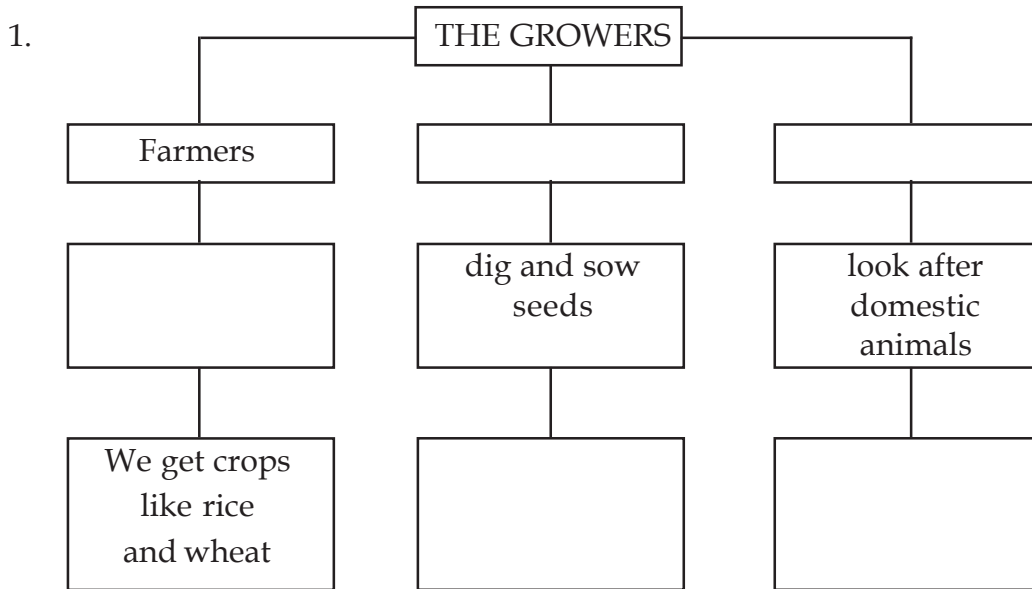 1.
THE GROWERS
Farmers
dig and sow
seeds
look after
domestic
animals
We get crops
like rice
and wheat